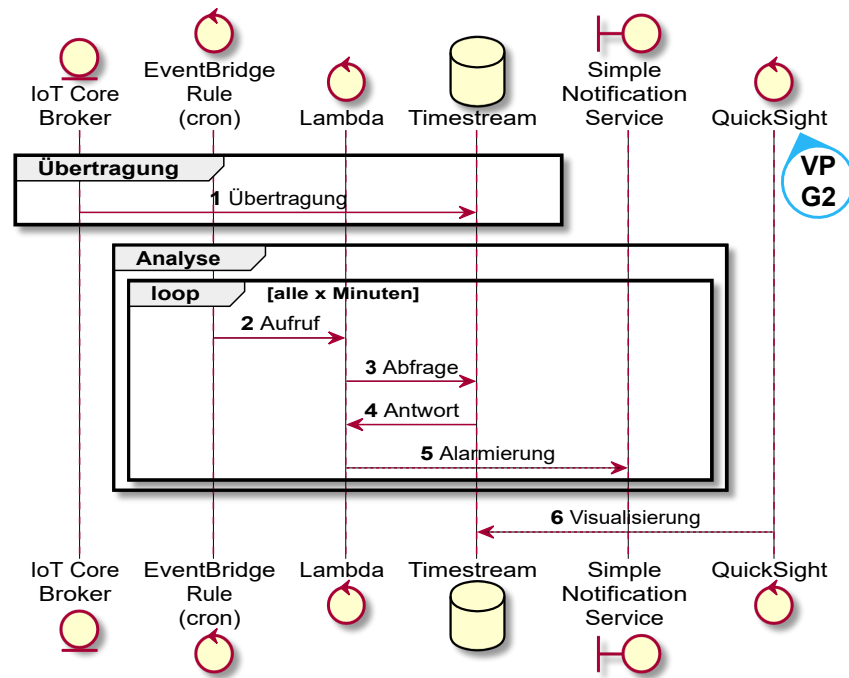 IoT Core
Broker
EventBridge
Rule
(cron)
Lambda
Timestream
Simple
Notification
Service
QuickSight
VP
G2
Übertragung
1 Übertragung
Analyse
loop [alle x Minuten]
2 Aufruf
3 Abfrage
4 Antwort
5 Alarmierung
6 Visualisierung
IoT Core
Broker
EventBridge
Rule
(cron)
Lambda
Timestream
Simple
Notification
Service
QuickSight